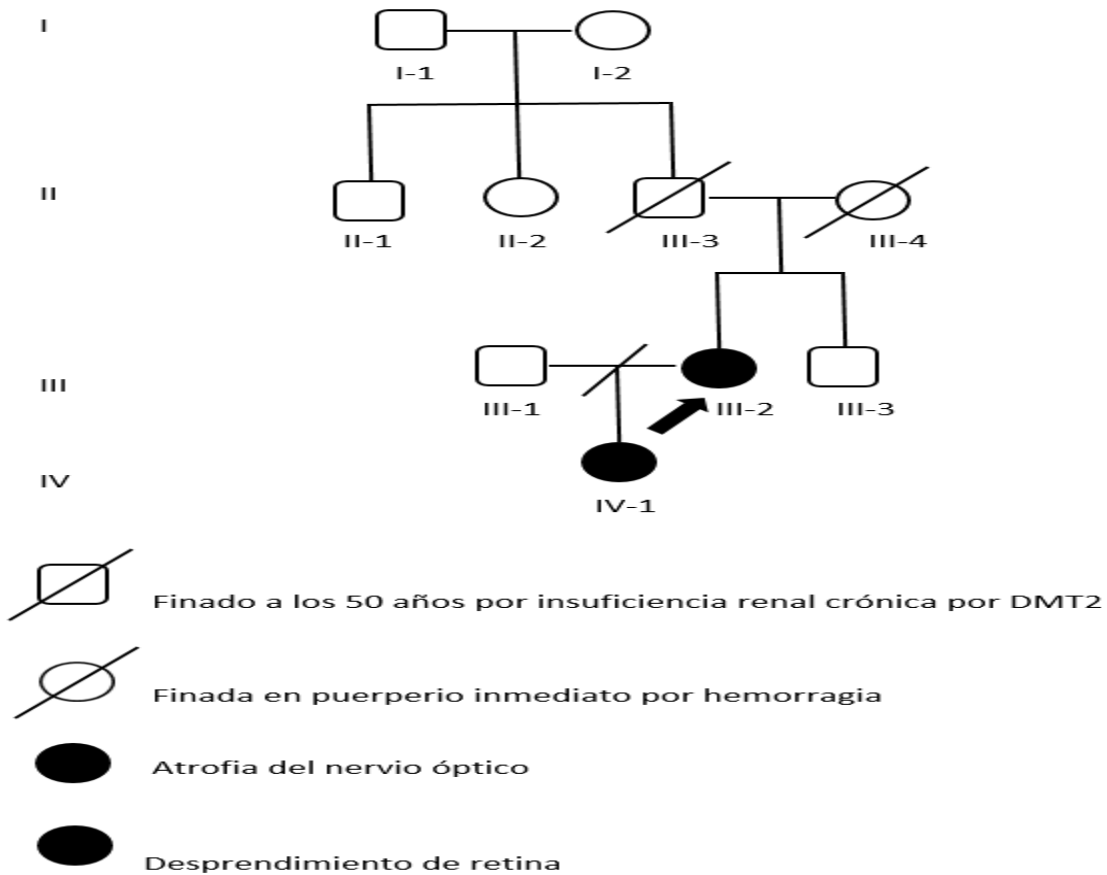 I
I-1 I-2
II
II-1 II-2 III-3 III-4
III
III-1 III-2 III-3
IV
IV-1
Finado a los 50 años por insuficiencia renal crónica por DMT2
Finada en puerperio inmediato por hemorragia
Atrofia del nervio óptico
Desprendimiento de retina